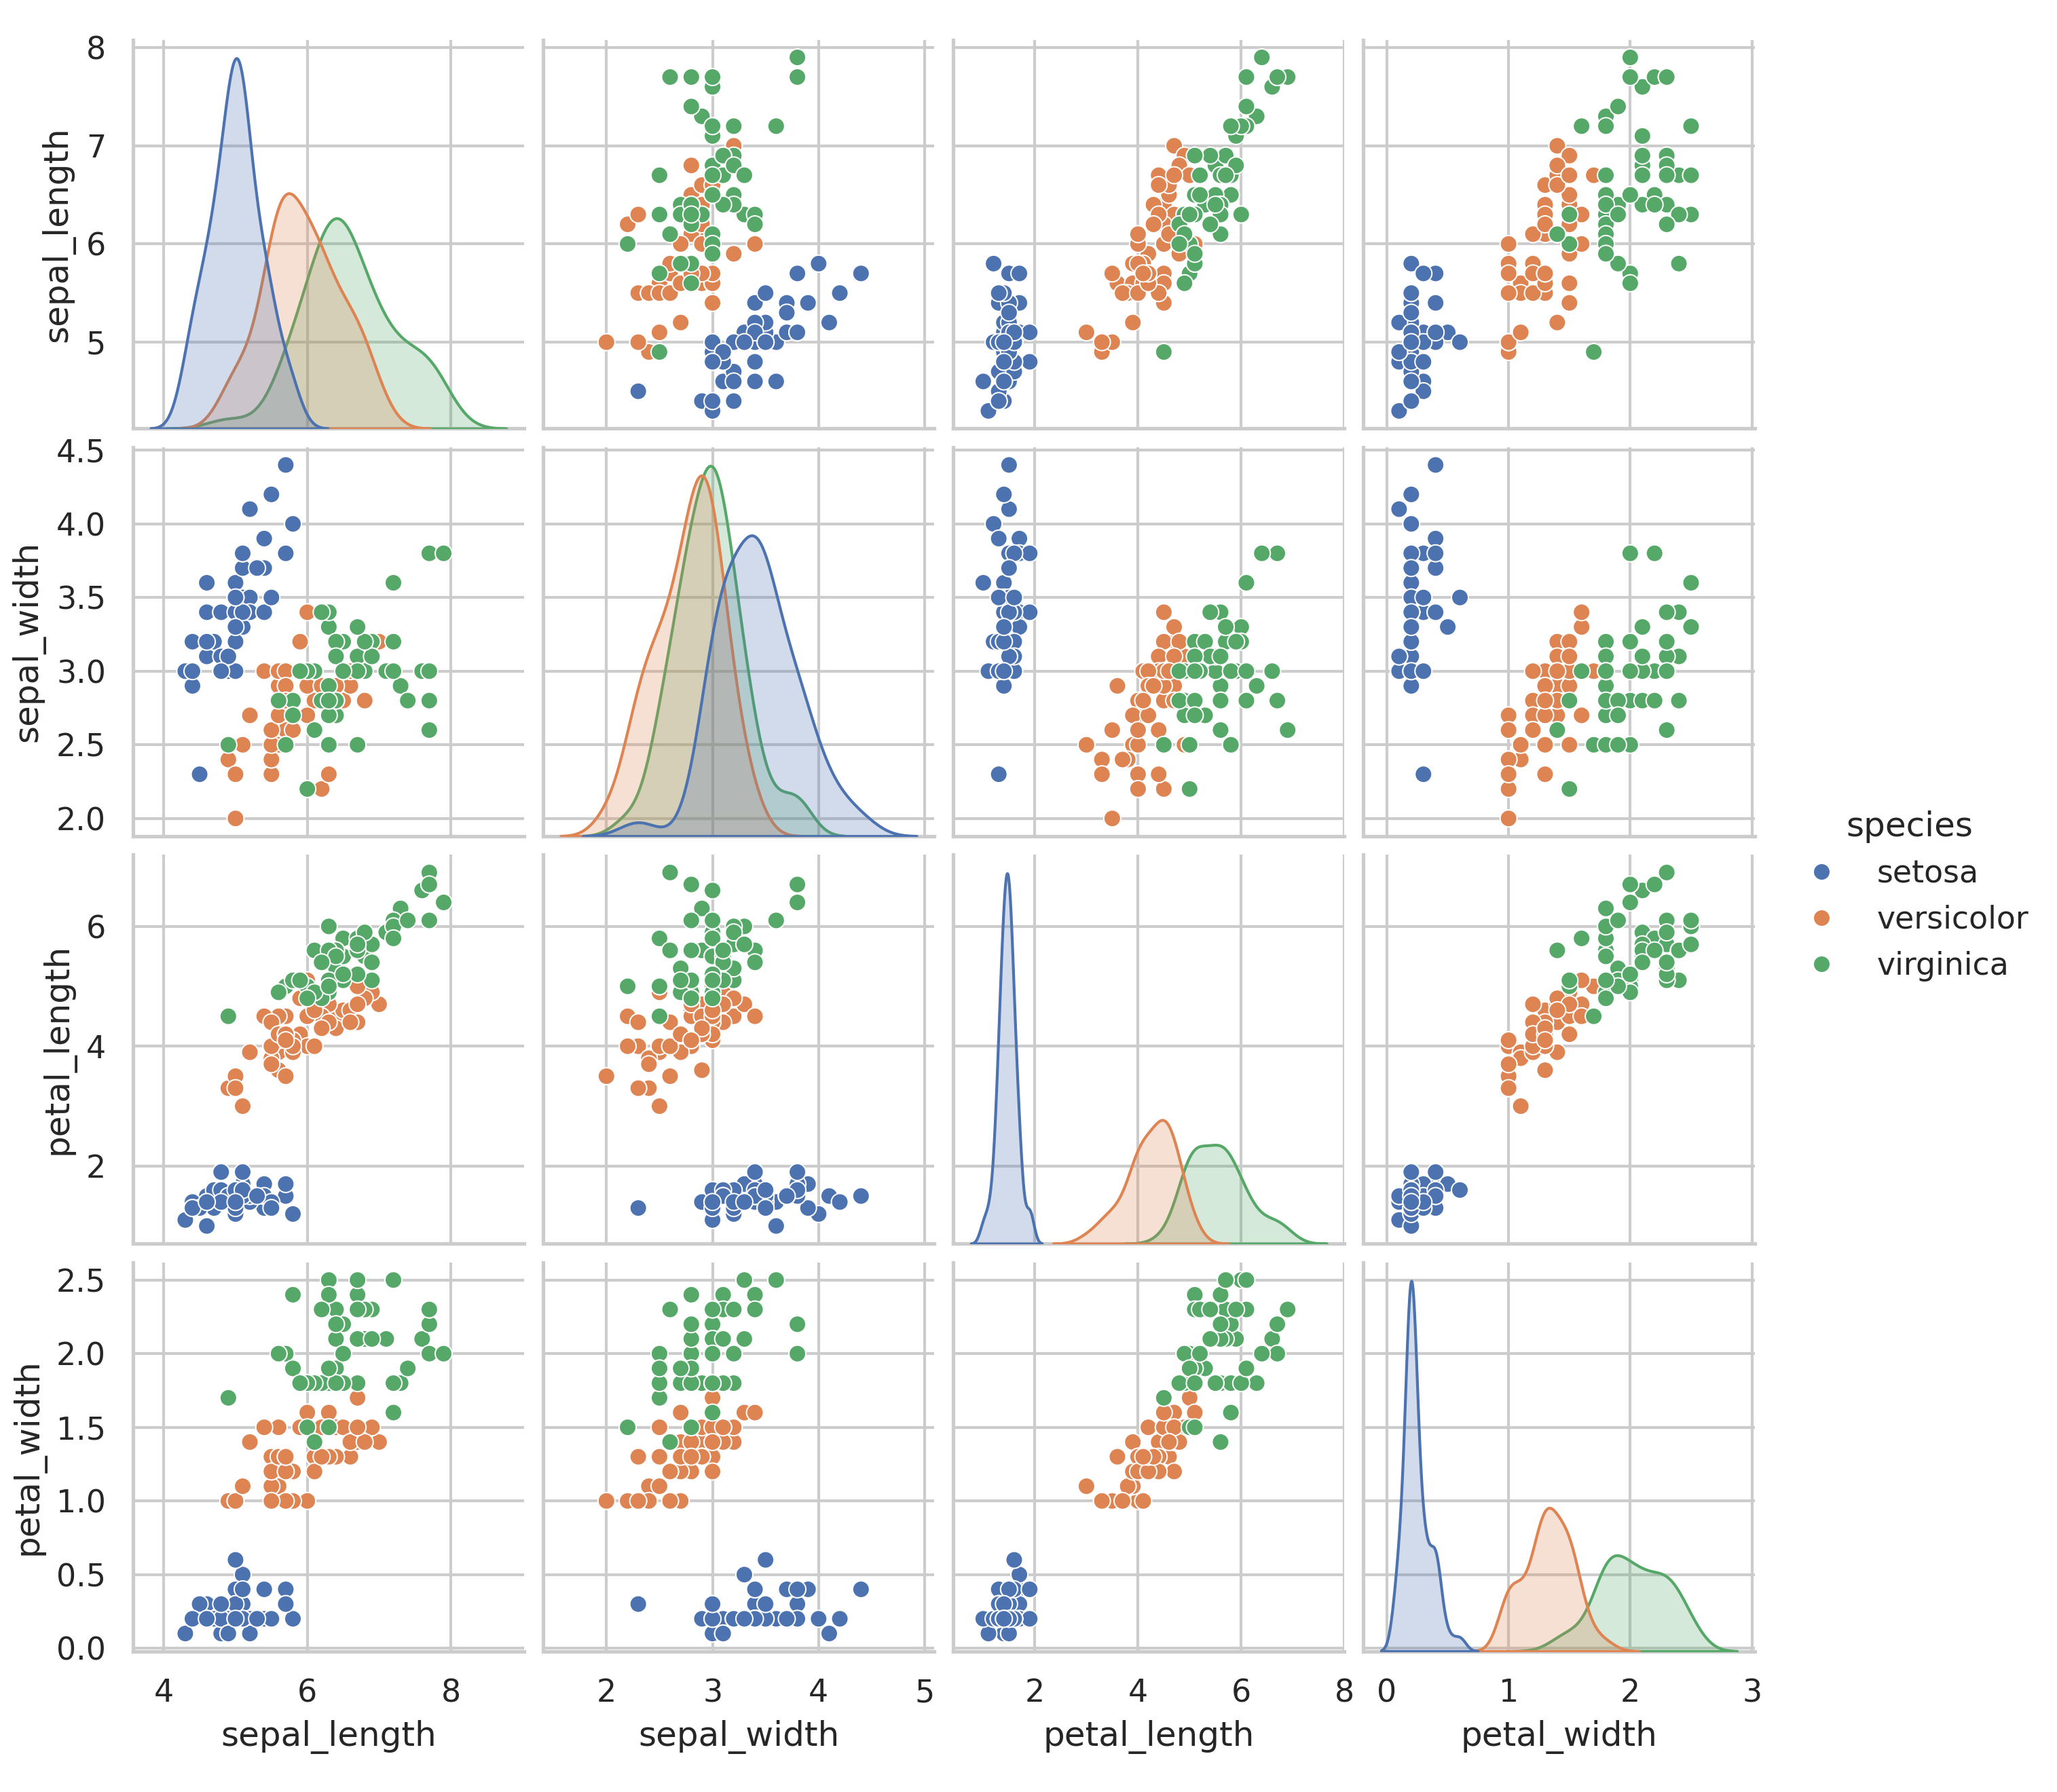 sepal_length
8
7
6
5
sepal_width
4.5
4.0
3.5
3.0
2.5
2.0
petal_length
6
4
2
petal_width
2.5
2.0
1.5
1.0
0.5
0.0
4 6 8
2 3 4 5
2 4 6 8
0 1 2 3
sepal_length
sepal_width
petal_length
petal_width
species
setosa
versicolor
virginica